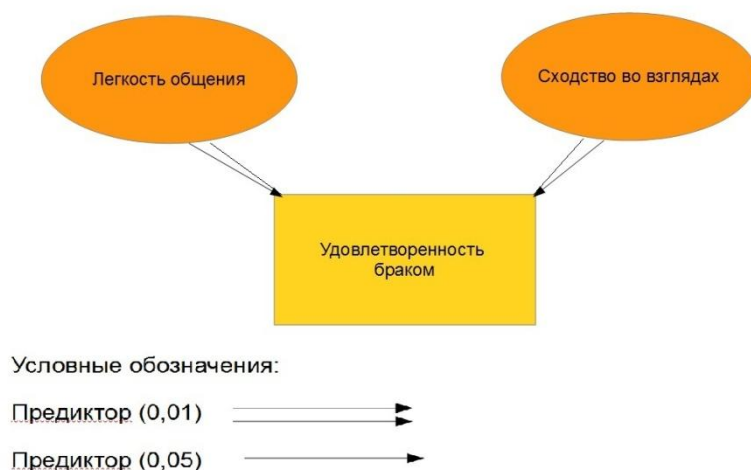 Легкость общения
Сходство во взглядах
Удовлетворенность
браком
Условные обозначения:
Предиктор (0,01)
Предиктор (0,05)